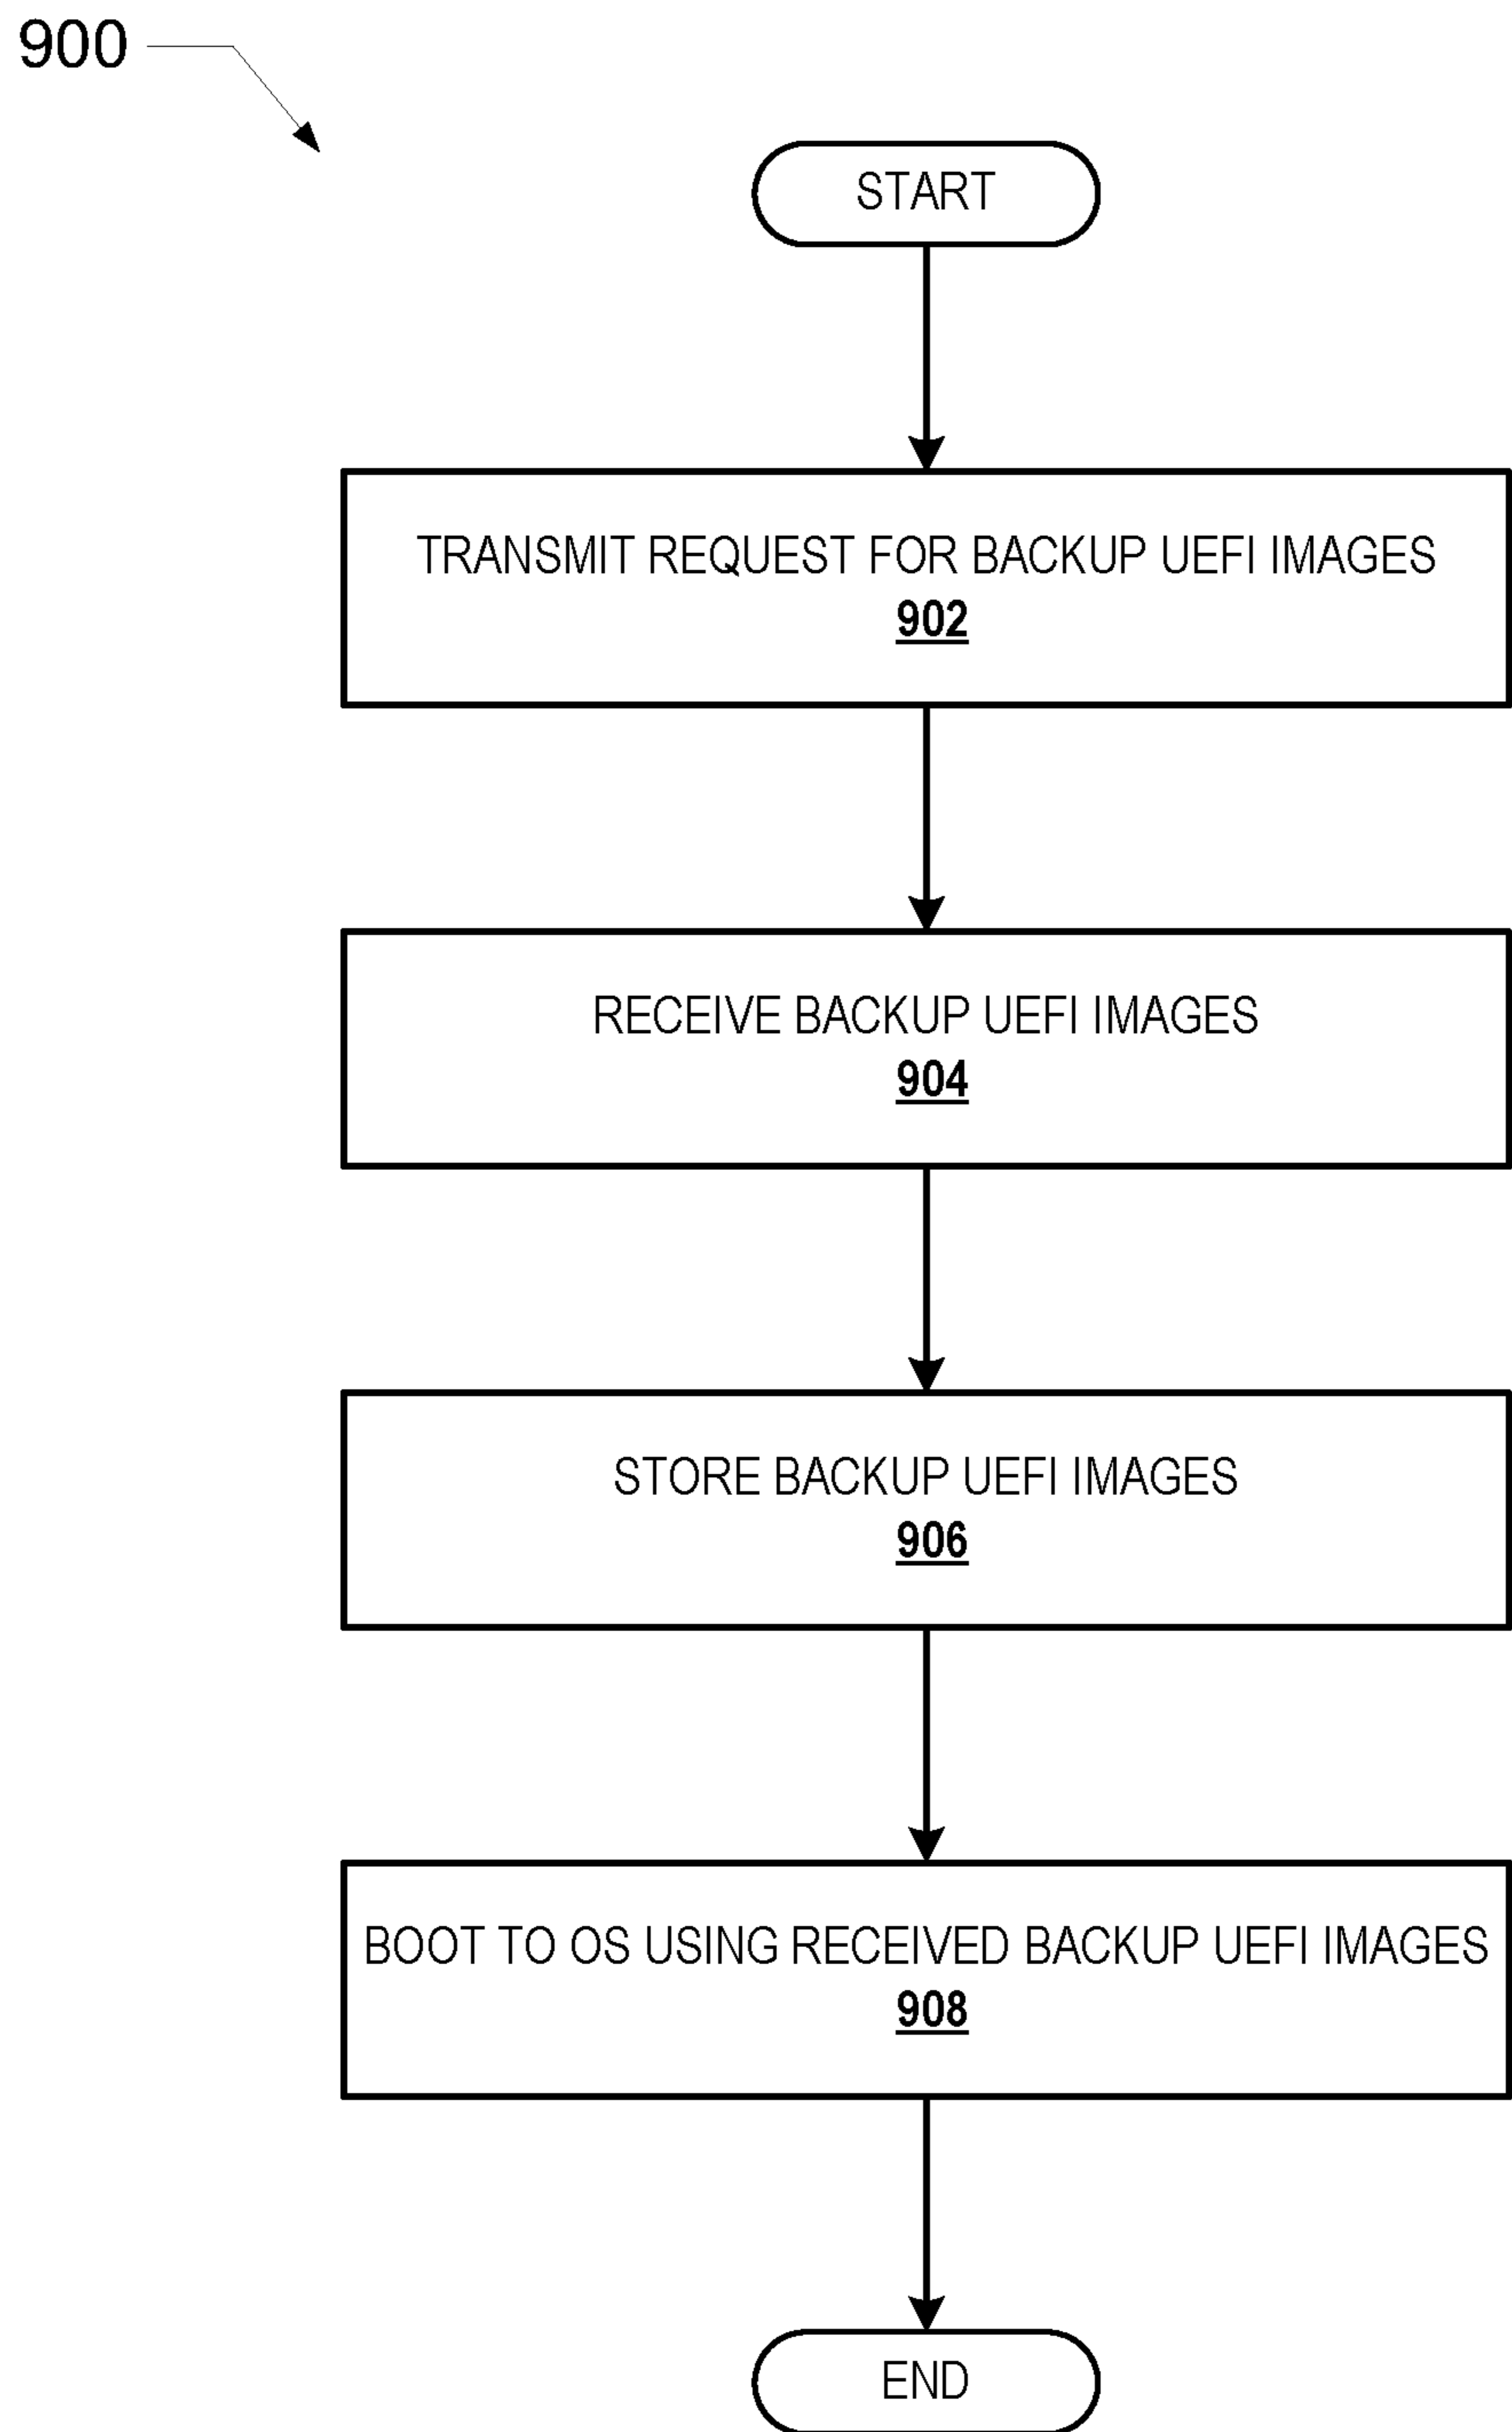 900
START
TRANSMIT REQUEST FOR BACKUP UEFI IMAGES
902
RECEIVE BACKUP UEFI IMAGES
904
STORE BACKUP UEFI IMAGES
906
BOOT TO OS USING RECEIVED BACKUP UEFI IMAGES
908
END